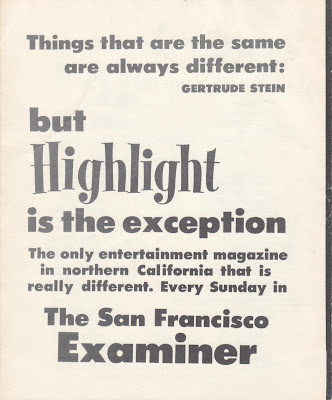 Things that are the same
are always different:
GERTRUDE STEIN
but
Highlight
is the exception
The only entertainment magazine
in northern California that is
really different. Every Sunday in
The San Francisco
Examiner